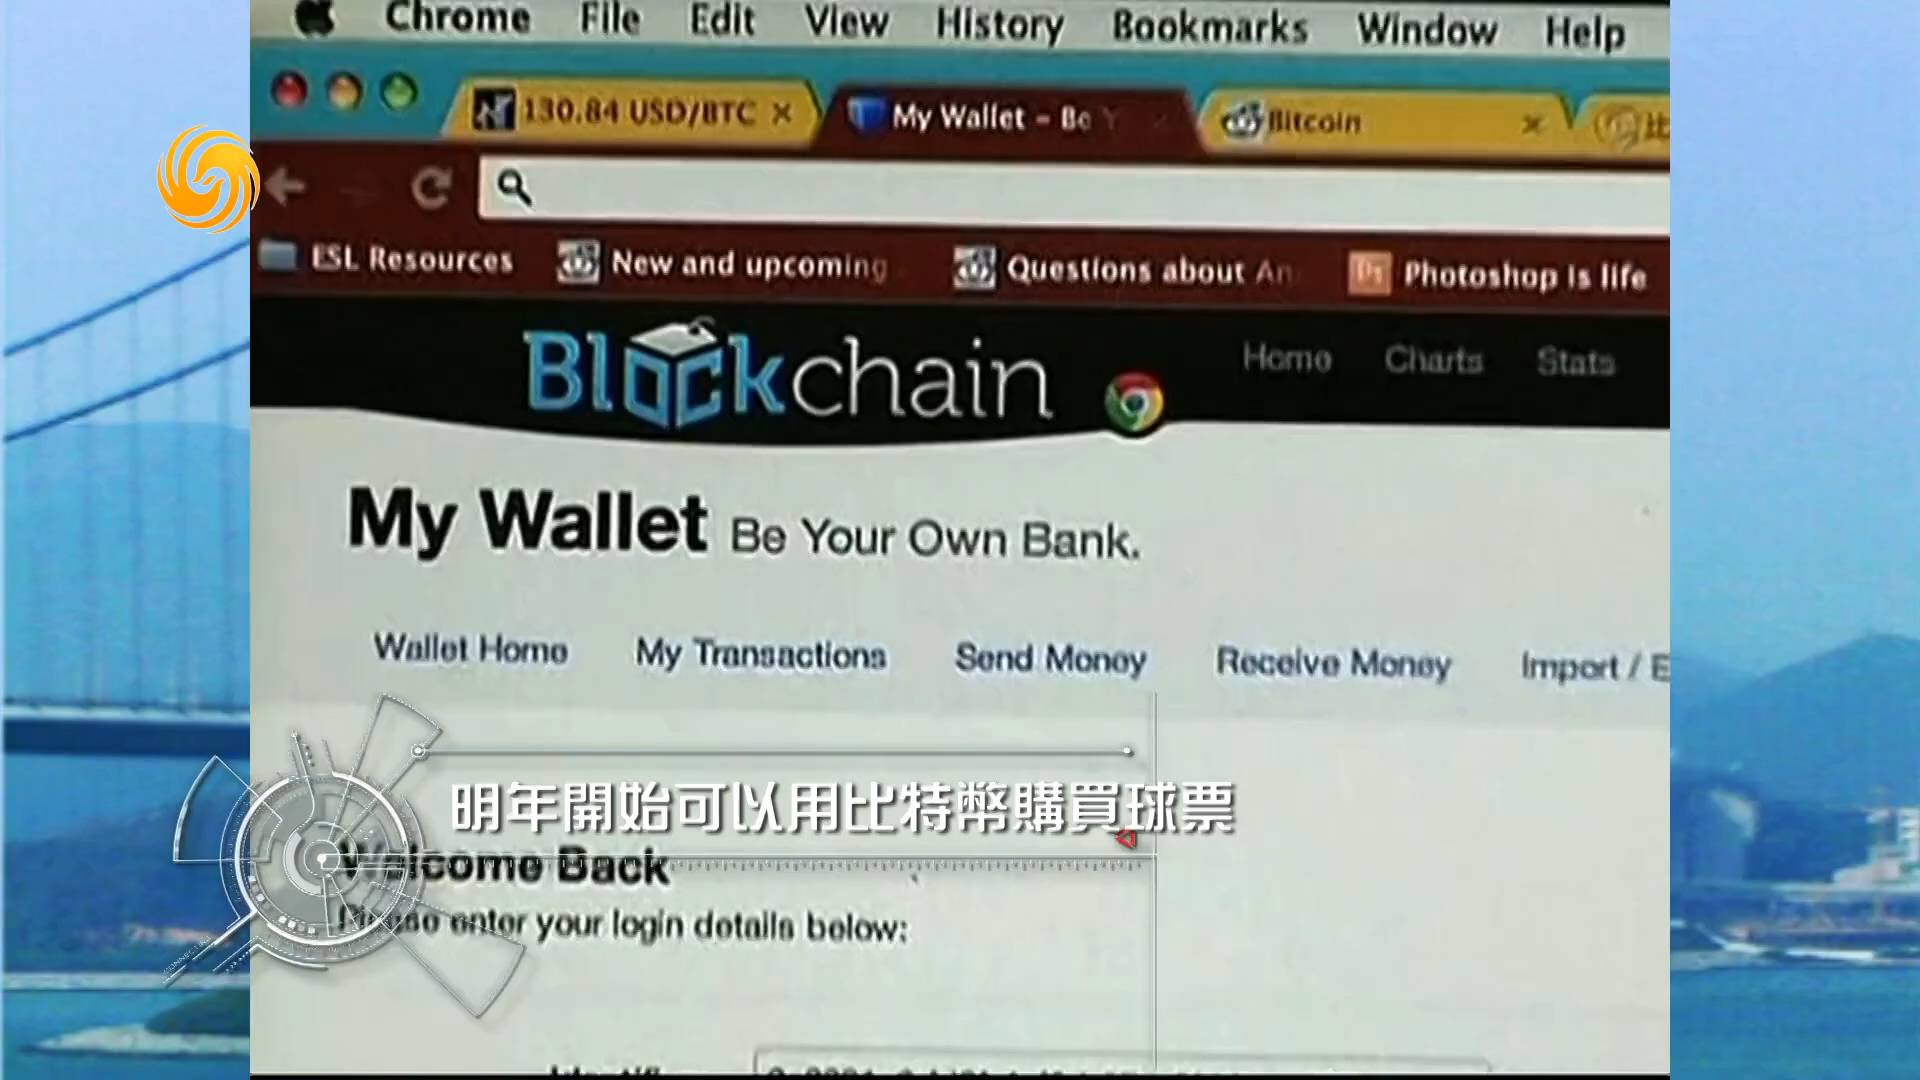 Chrome File Edit View History Bookmarks Window Help
130.84 USD/BTC × My Wallet - Be Y Bitcoin × 比
ESL Resources New and upcoming Questions about An Photoshop is life
Blockchain Home Charts Stats
My Wallet Be Your Own Bank.
Wallet Home My Transactions Send Money Receive Money Import / E
明年開始可以用比特幣購買球票
Welcome Back
Please enter your login details below: